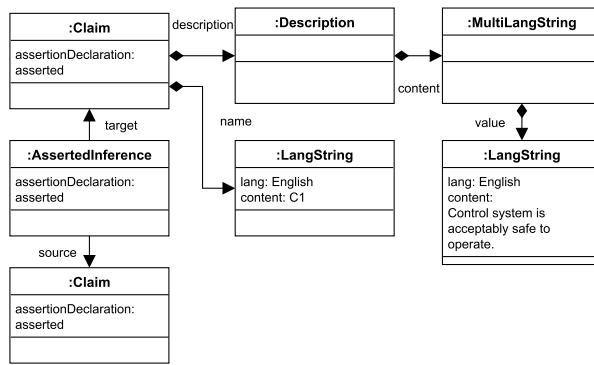 :Claim
assertionDeclaration:
asserted
description
:Description
:MultiLangString
content
name
value
target
:AssertedInference
assertionDeclaration:
asserted
:LangString
lang: English
content: C1
:LangString
lang: English
content:
Control system is
acceptably safe to
operate.
source
:Claim
assertionDeclaration:
asserted